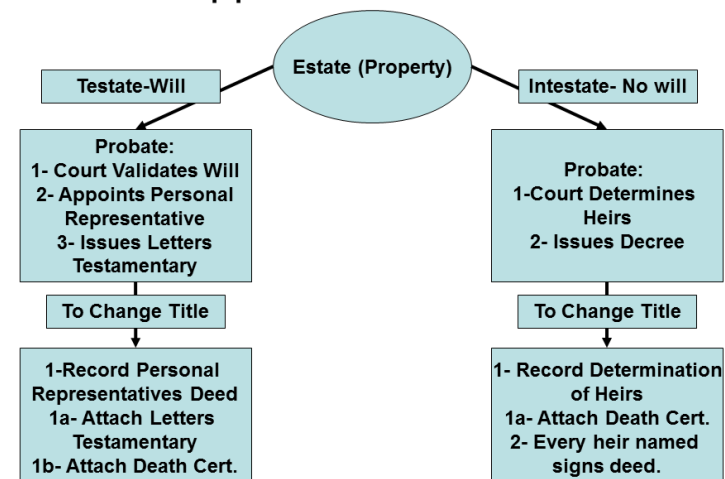 Estate (Property)
Testate-Will
Intestate- No will
Probate:
1- Court Validates Will
2- Appoints Personal
Representative
3- Issues Letters
Testamentary
Probate:
1-Court Determines
Heirs
2- Issues Decree
To Change Title
To Change Title
1-Record Personal
Representatives Deed
1a- Attach Letters
Testamentary
1b- Attach Death Cert.
1- Record Determination
of Heirs
1a- Attach Death Cert.
2- Every heir named
signs deed.